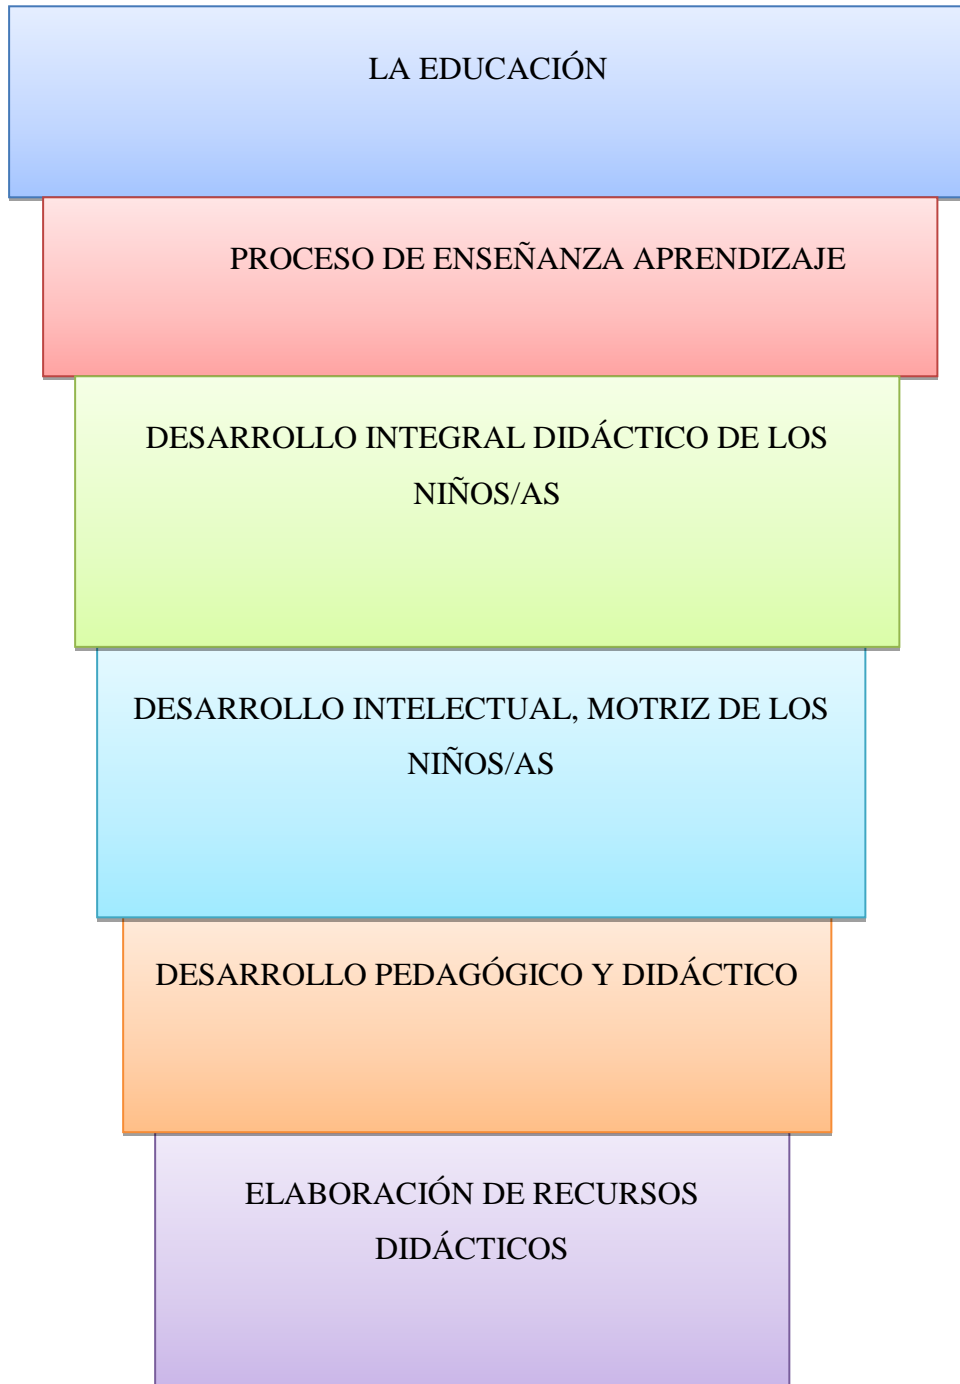 LA EDUCACIÓN
PROCESO DE ENSEÑANZA APRENDIZAJE
DESARROLLO INTEGRAL DIDÁCTICO DE LOS
NIÑOS/AS
DESARROLLO INTELECTUAL, MOTRIZ DE LOS
NIÑOS/AS
DESARROLLO PEDAGÓGICO Y DIDÁCTICO
ELABORACIÓN DE RECURSOS
DIDÁCTICOS